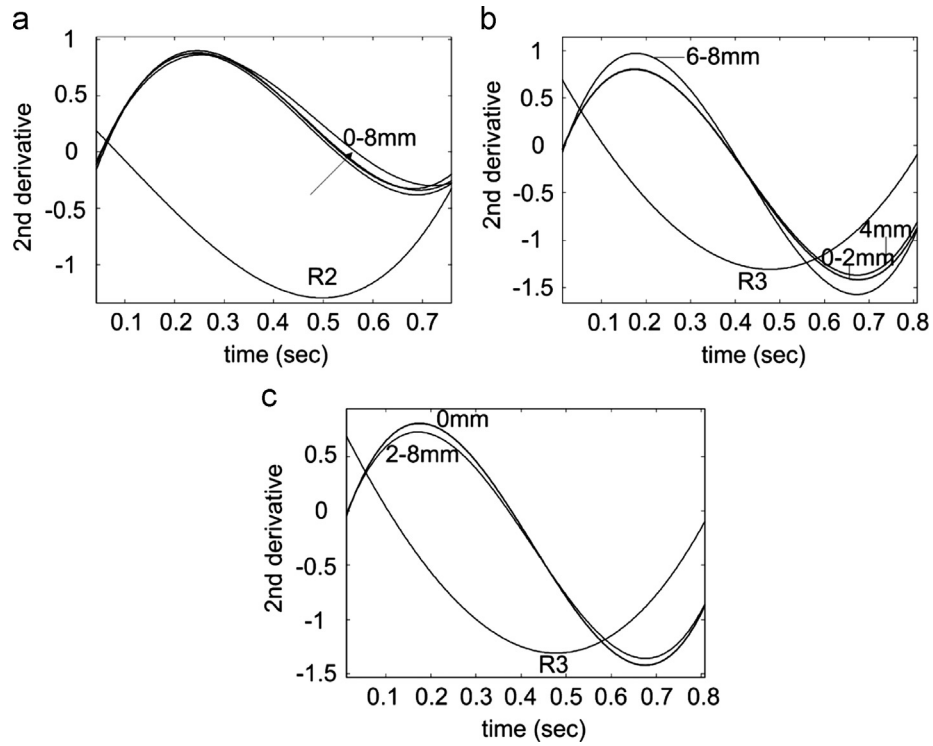 a
1
0.5
0
-0.5
-1
2nd derivative
0-8mm
R2
0.1 0.2 0.3 0.4 0.5 0.6 0.7
time (sec)
b
1
0.5
0
-0.5
-1
-1.5
2nd derivative
6-8mm
4mm
0-2mm
R3
0.1 0.2 0.3 0.4 0.5 0.6 0.7 0.8
time (sec)
c
0.5
0
-0.5
-1
-1.5
2nd derivative
0mm
2-8mm
R3
0.1 0.2 0.3 0.4 0.5 0.6 0.7 0.8
time (sec)